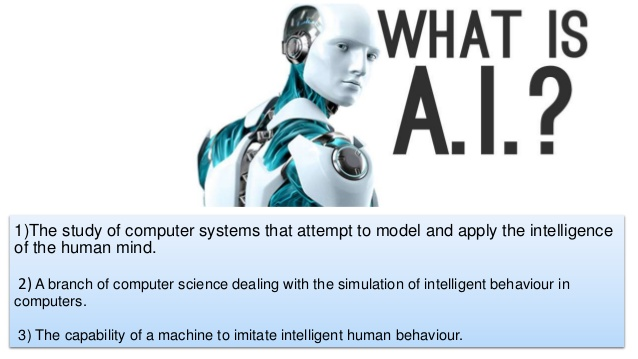 WHAT IS
A.I.?
1)The study of computer systems that attempt to model and apply the intelligence
of the human mind.
2) A branch of computer science dealing with the simulation of intelligent behaviour in
computers.
3) The capability of a machine to imitate intelligent human behaviour.